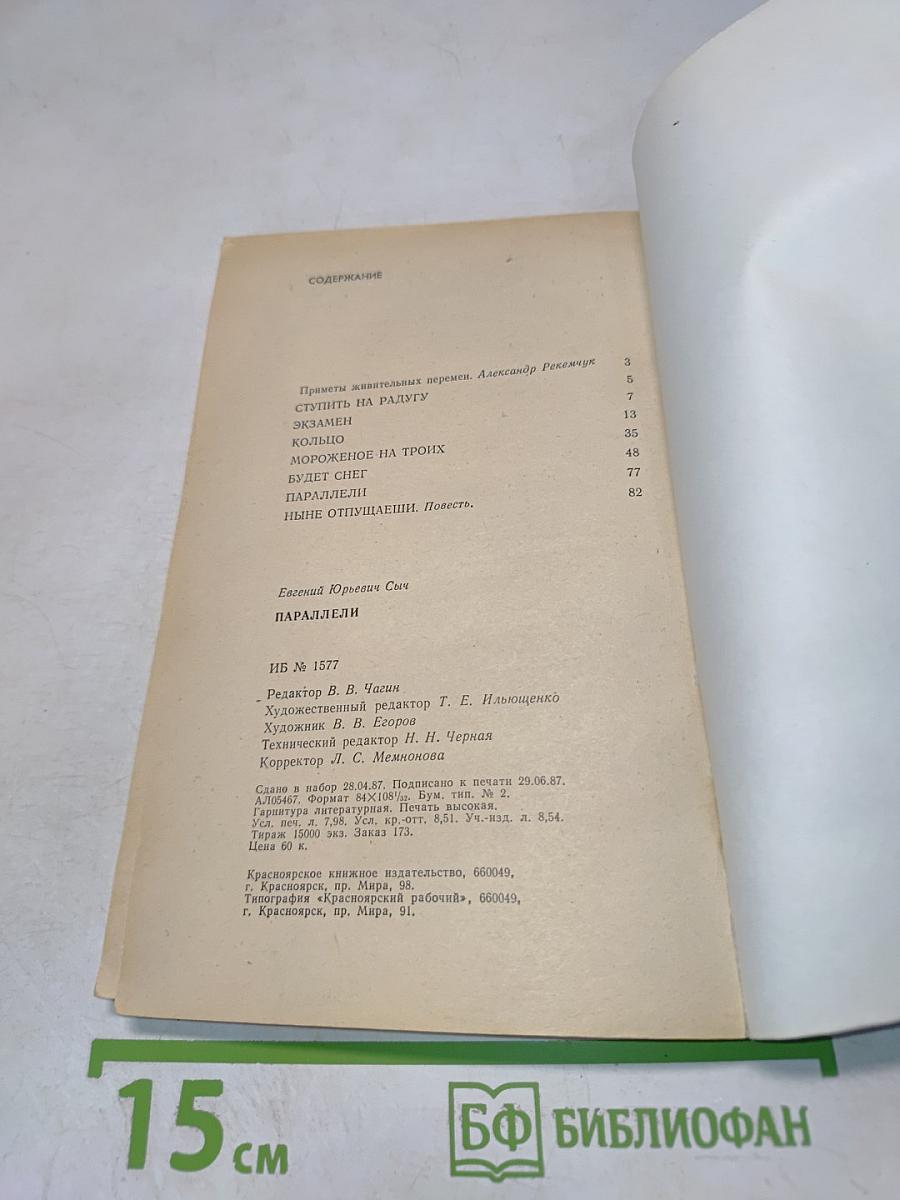 СОДЕРЖАНИЕ
Приметы живительных перемен. Александр Рекемчук 3
СТУПИТЬ НА РАДУГУ 5
ЭКЗАМЕН 7
КОЛЬЦО 13
МОРОЖЕНОЕ НА ТРОИХ 35
БУДЕТ СНЕГ 48
ПАРАЛЛЕЛИ 77
НЫНЕ ОТПУЩАЕШИ. Повесть. 82
Евгений Юрьевич Сыч
ПАРАЛЛЕЛИ
ИБ № 1577
Редактор В. В. Чагин
Художественный редактор Т. Е. Ильющенко
Художник В. В. Егоров
Технический редактор Н. Н. Черная
Корректор Л. С. Мемнонова
Сдано в набор 28.04.87. Подписано к печати 29.06.87.
АЛ05467. Формат 84×108¹/₃₂. Бум. тип. № 2.
Гарнитура литературная. Печать высокая.
Усл. печ. л. 7,98. Усл. кр.-отт. 8,51. Уч.-изд. л. 8,54.
Тираж 15000 экз. Заказ 173.
Цена 60 к.
Красноярское книжное издательство, 660049,
г. Красноярск, пр. Мира, 98.
Типография «Красноярский рабочий», 660049,
г. Красноярск, пр. Мира, 91.
15 см
БФ БИБЛИОФАН